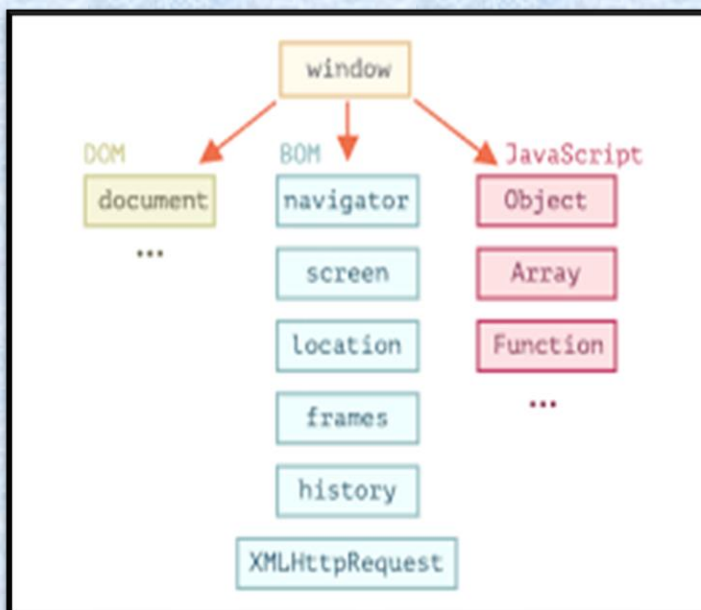 window
DOM
document
...
BOM
navigator
screen
location
frames
history
XMLHttpRequest
JavaScript
Object
Array
Function
...